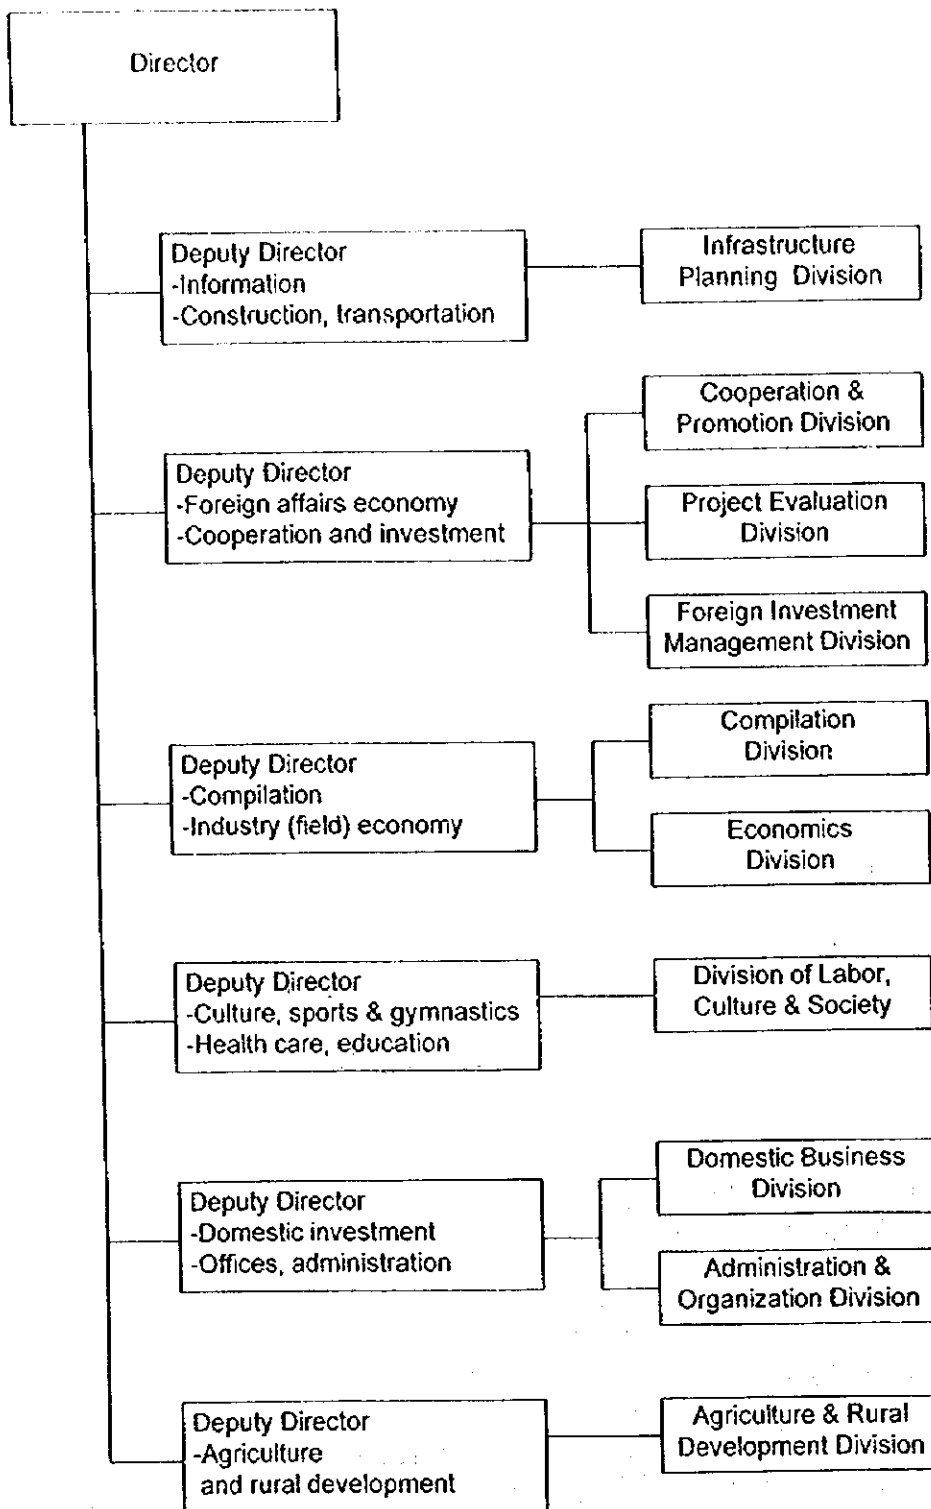 Director
Deputy Director
-Information
-Construction, transportation
Infrastructure
Planning Division
Deputy Director
-Foreign affairs economy
-Cooperation and investment
Cooperation &
Promotion Division
Project Evaluation
Division
Foreign Investment
Management Division
Deputy Director
-Compilation
-Industry (field) economy
Compilation
Division
Economics
Division
Deputy Director
-Culture, sports & gymnastics
-Health care, education
Division of Labor,
Culture & Society
Deputy Director
-Domestic investment
-Offices, administration
Domestic Business
Division
Administration &
Organization Division
Deputy Director
-Agriculture
and rural development
Agriculture & Rural
Development Division